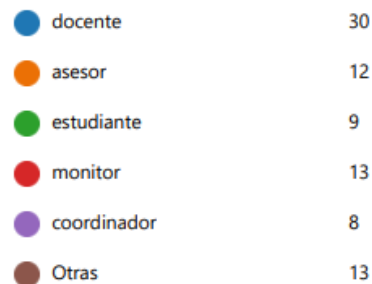 docente 30
asesor 12
estudiante 9
monitor 13
coordinador 8
Otras 13